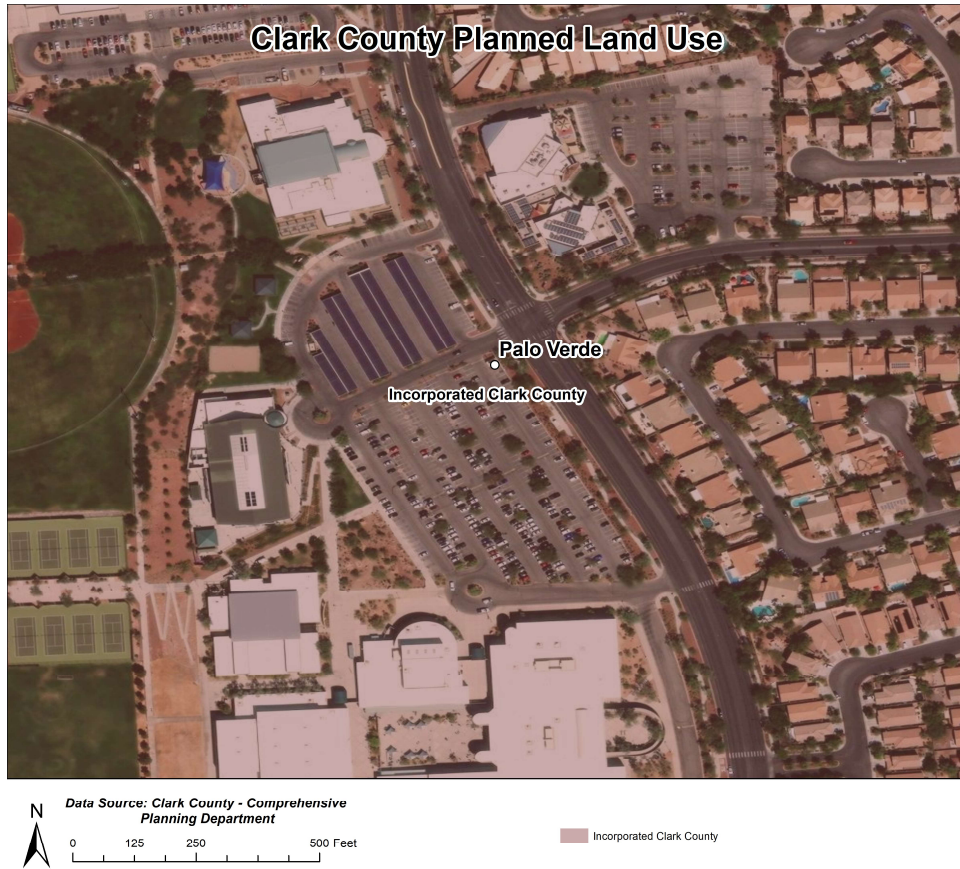 Clark County Planned Land Use
Palo Verde
Incorporated Clark County
N
Data Source: Clark County - Comprehensive
Planning Department
0 125 250 500 Feet
Incorporated Clark County